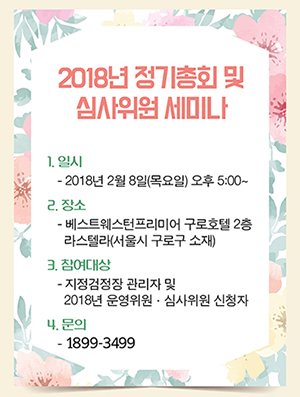 2018년 정기총회 및
심사위원 세미나
1. 일시
- 2018년 2월 8일(목요일) 오후 5:00~
2. 장소
- 베스트웨스턴프리미어 구로호텔 2층
라스텔라(서울시 구로구 소재)
3. 참여대상
- 지정검정장 관리자 및
2018년 운영위원 · 심사위원 신청자
4. 문의
- 1899-3499